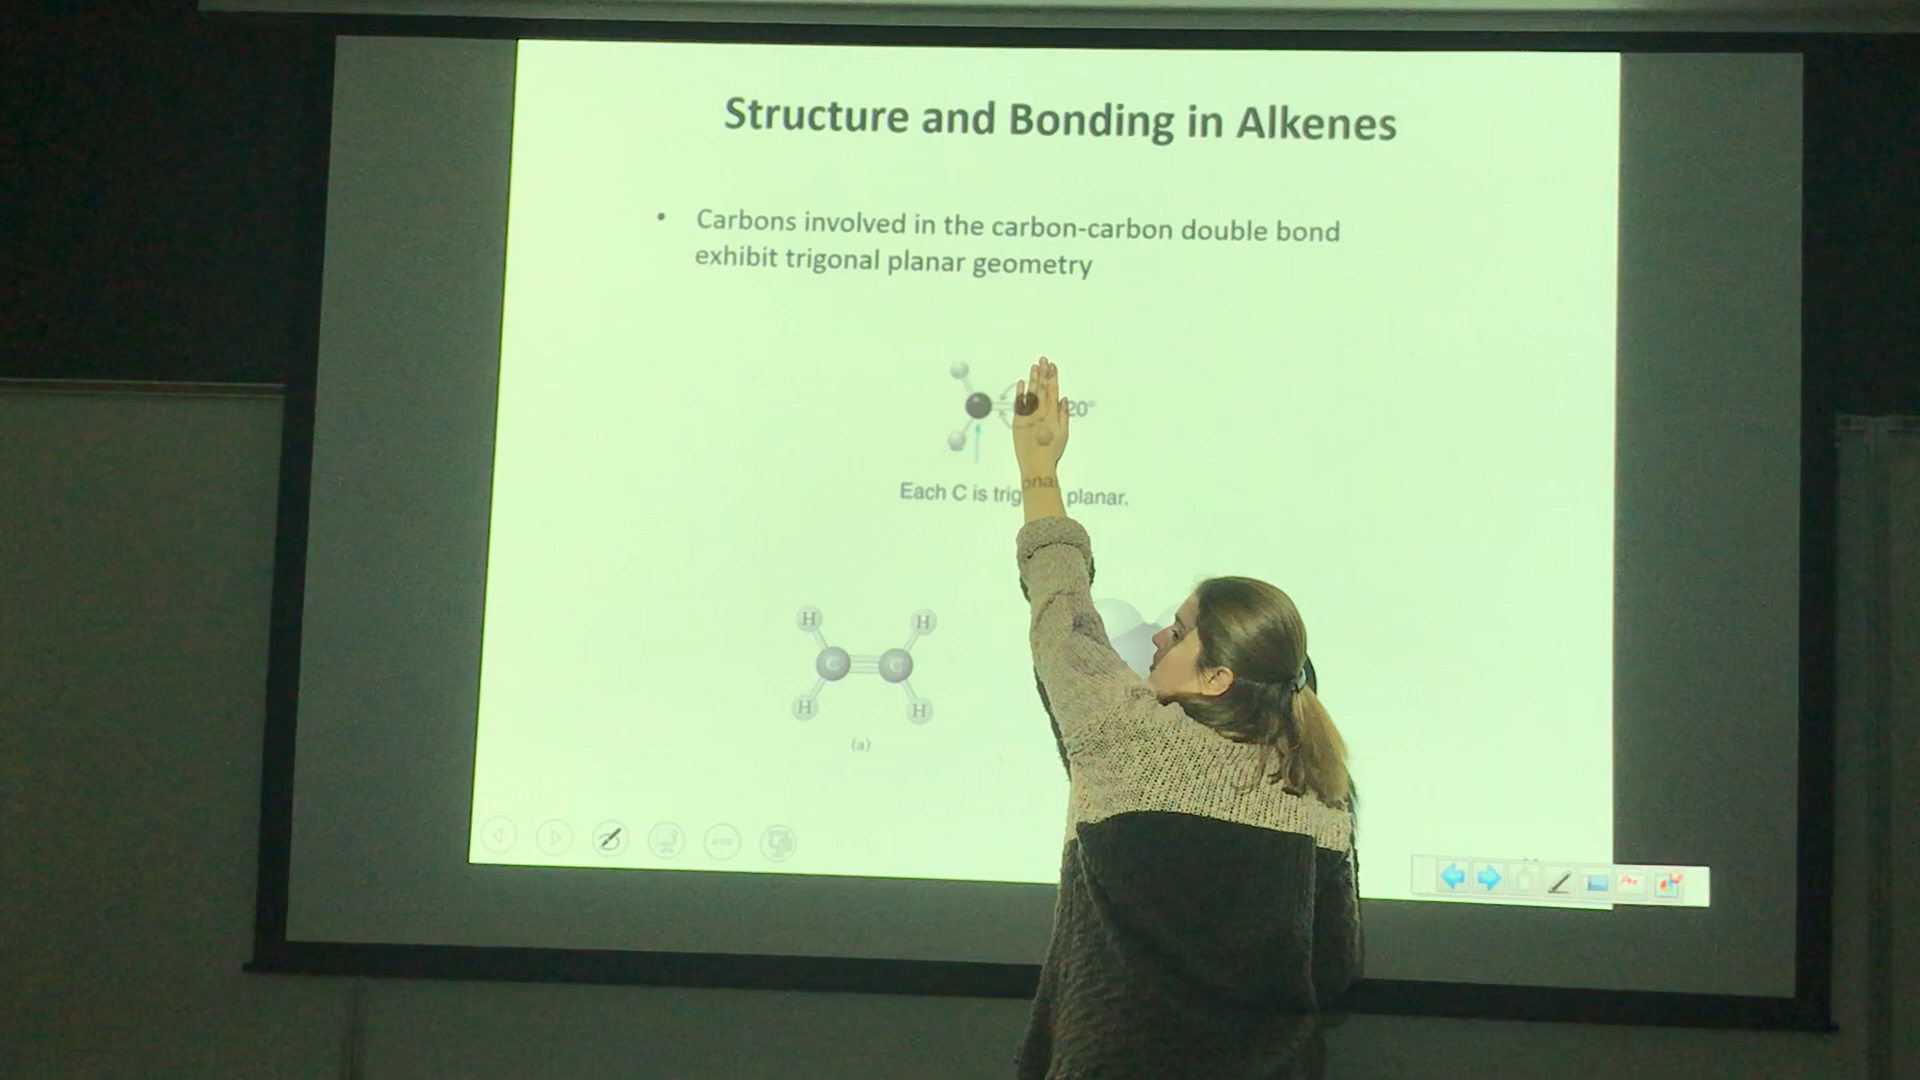 Structure and Bonding in Alkenes
• Carbons involved in the carbon-carbon double bond
exhibit trigonal planar geometry
20°
Each C is trigonal planar.
H H
C C
H H
(a)